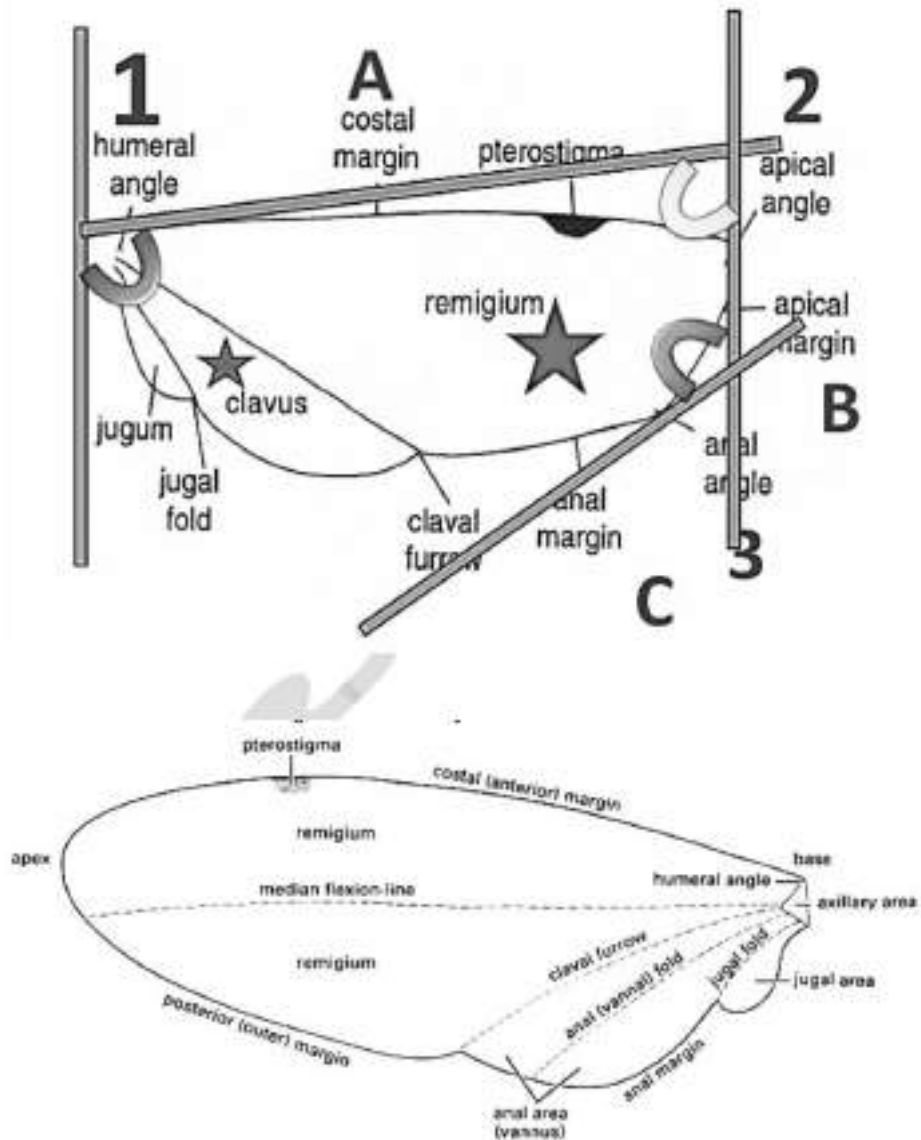 1
A
2
humeral
angle
costal
margin
pterostigma
apical
angle
remigium
apical
margin
clavus
B
jugum
anal
angle
jugal
fold
claval
furrow
anal
margin
3
C
pterostigma
costal (anterior) margin
remigium
apex
base
humeral angle
median flexion-line
axillary area
claval furrow
remigium
anal (vannal) fold
jugal fold
jugal area
posterior (outer) margin
anal margin
anal area
(vannus)